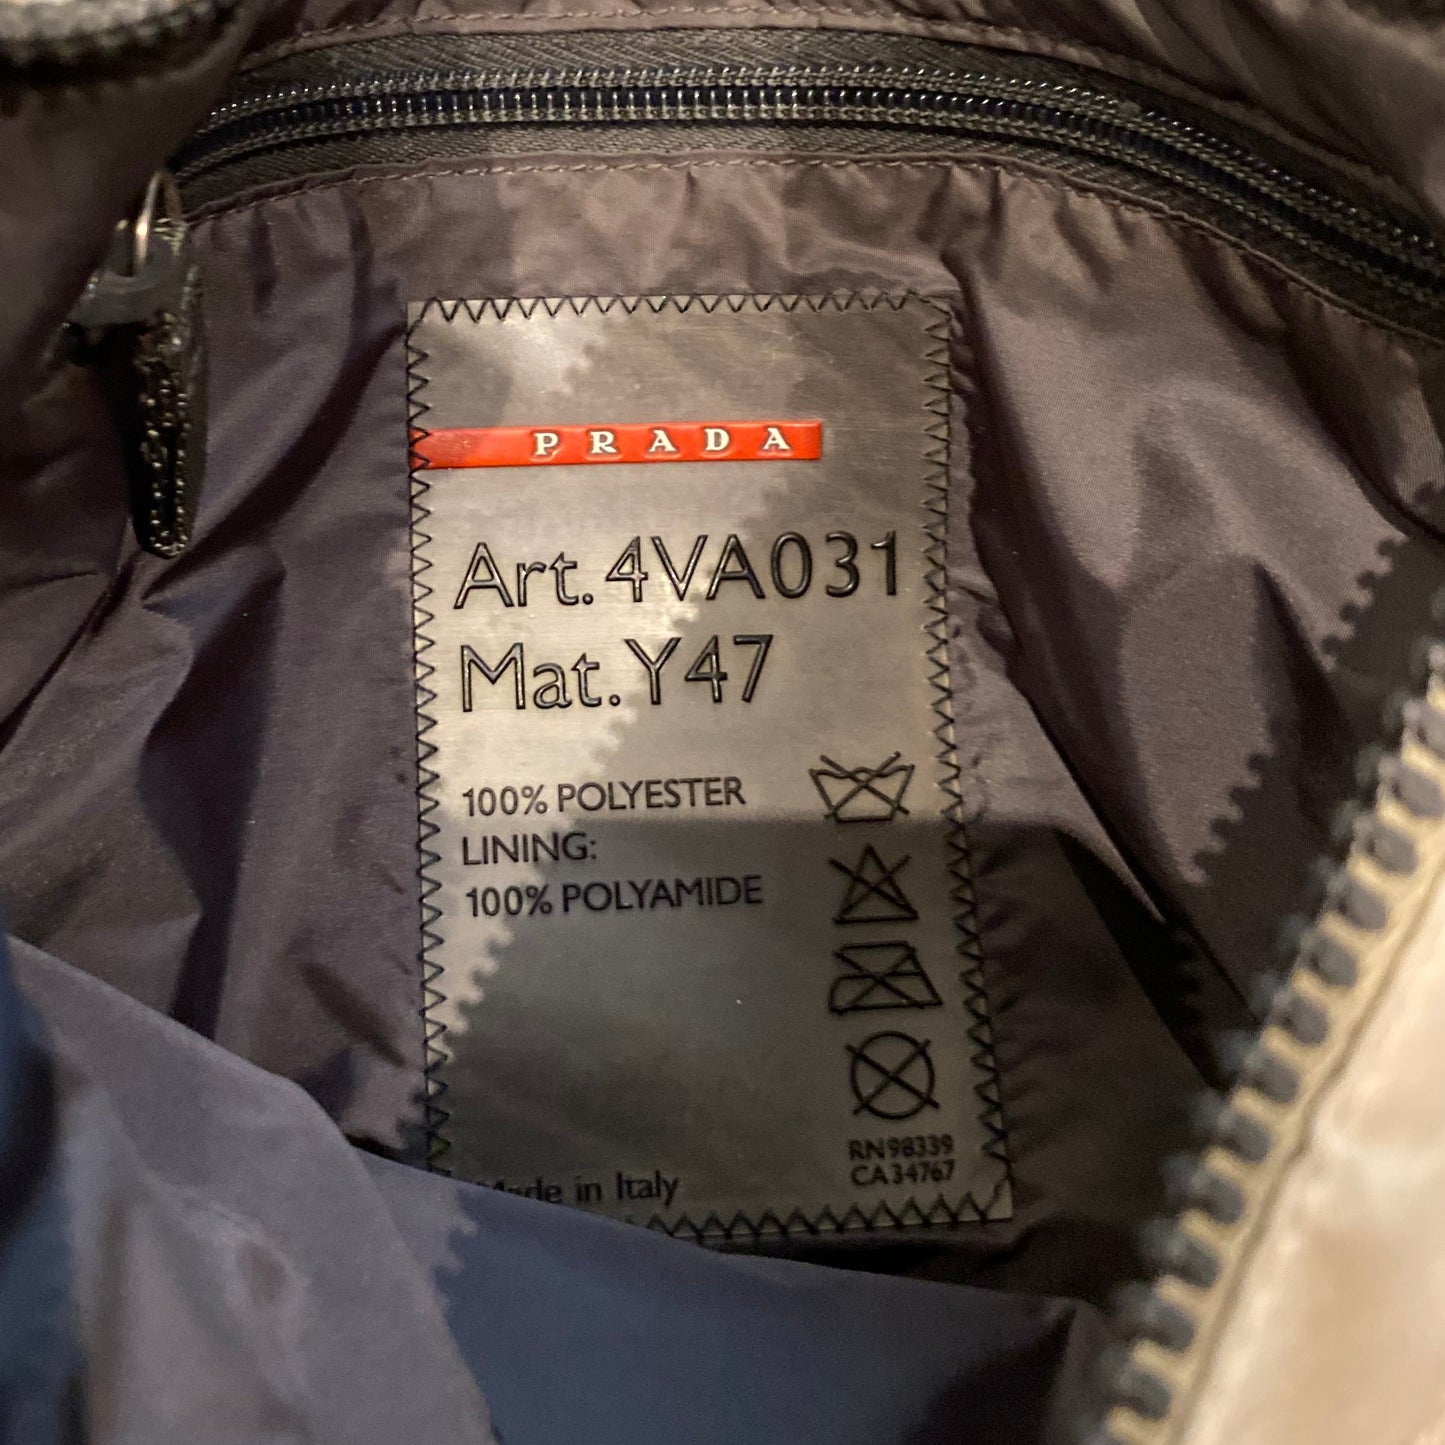 PRADA
Art. 4VA031
Mat. Y47
100% POLYESTER
LINING:
100% POLYAMIDE
RN98339
CA34767
Made in Italy